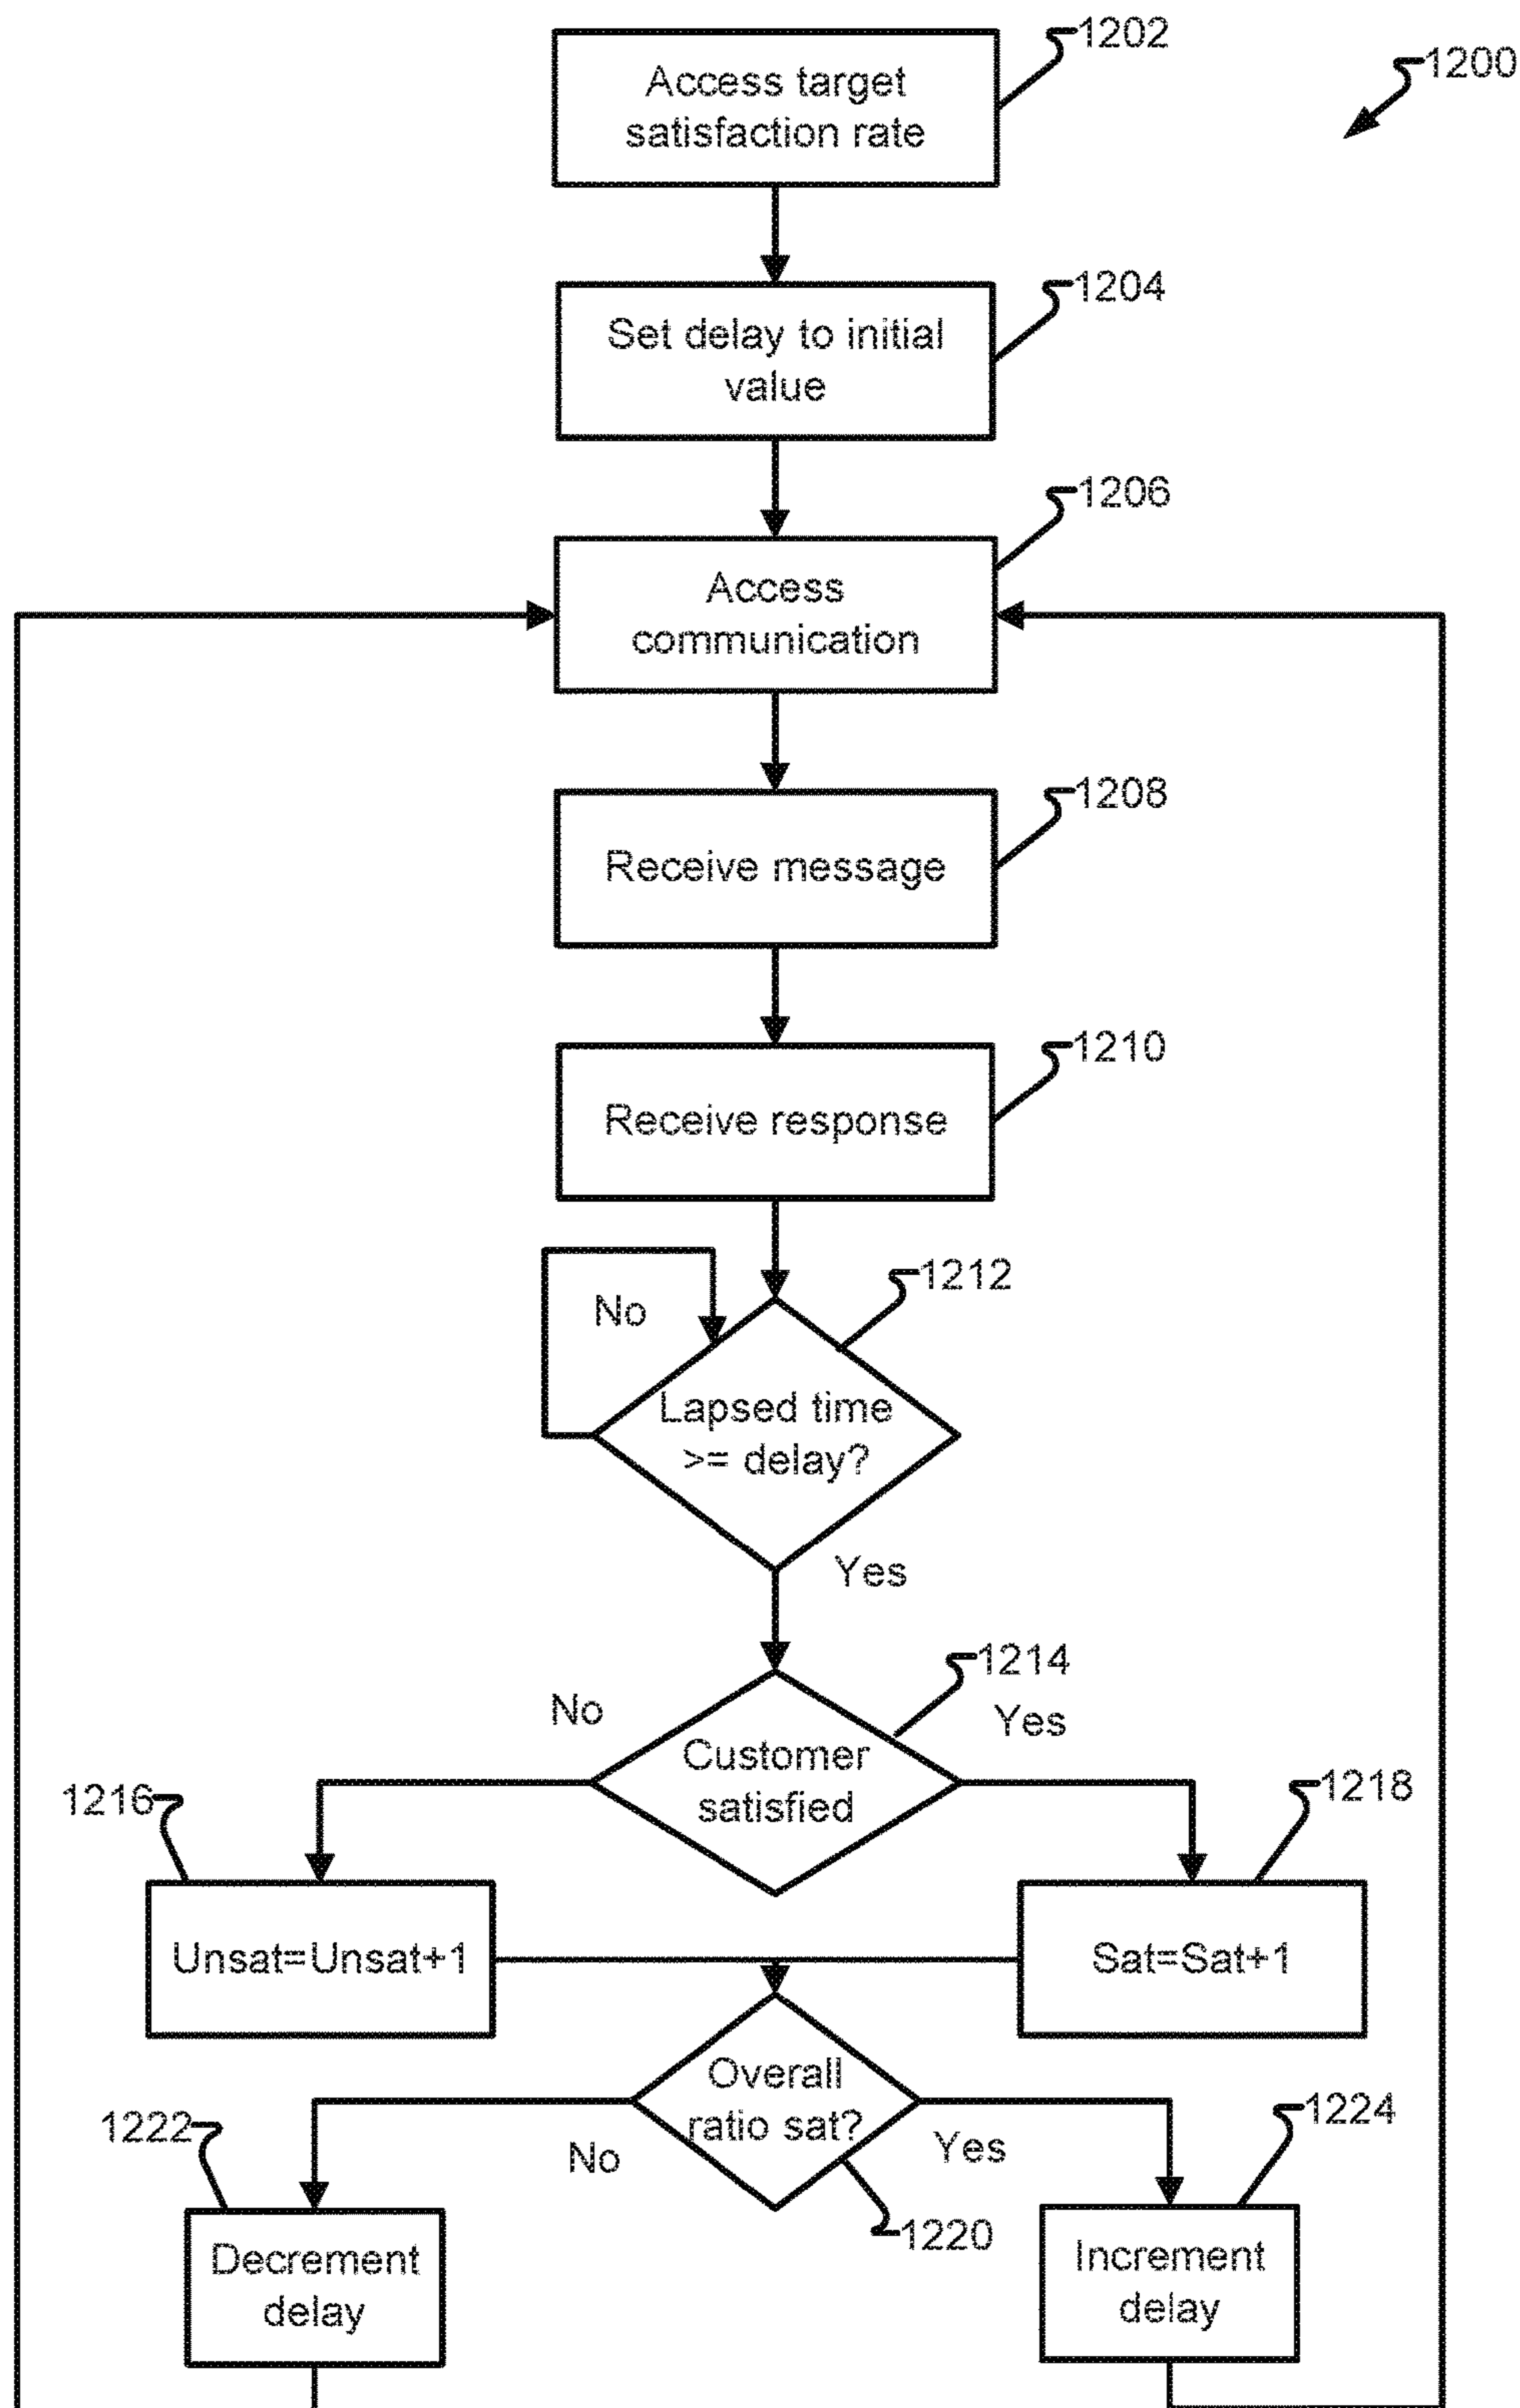 1202
1200
Access target
satisfaction rate
1204
Set delay to initial
value
1206
Access
communication
1208
Receive message
1210
Receive response
1212
No
Lapsed time
>= delay?
Yes
1214
No
Yes
Customer
satisfied
1216
1218
Unsat=Unsat+1
Sat=Sat+1
Overall
ratio sat?
1222
1224
No
Yes
1220
Decrement
delay
Increment
delay